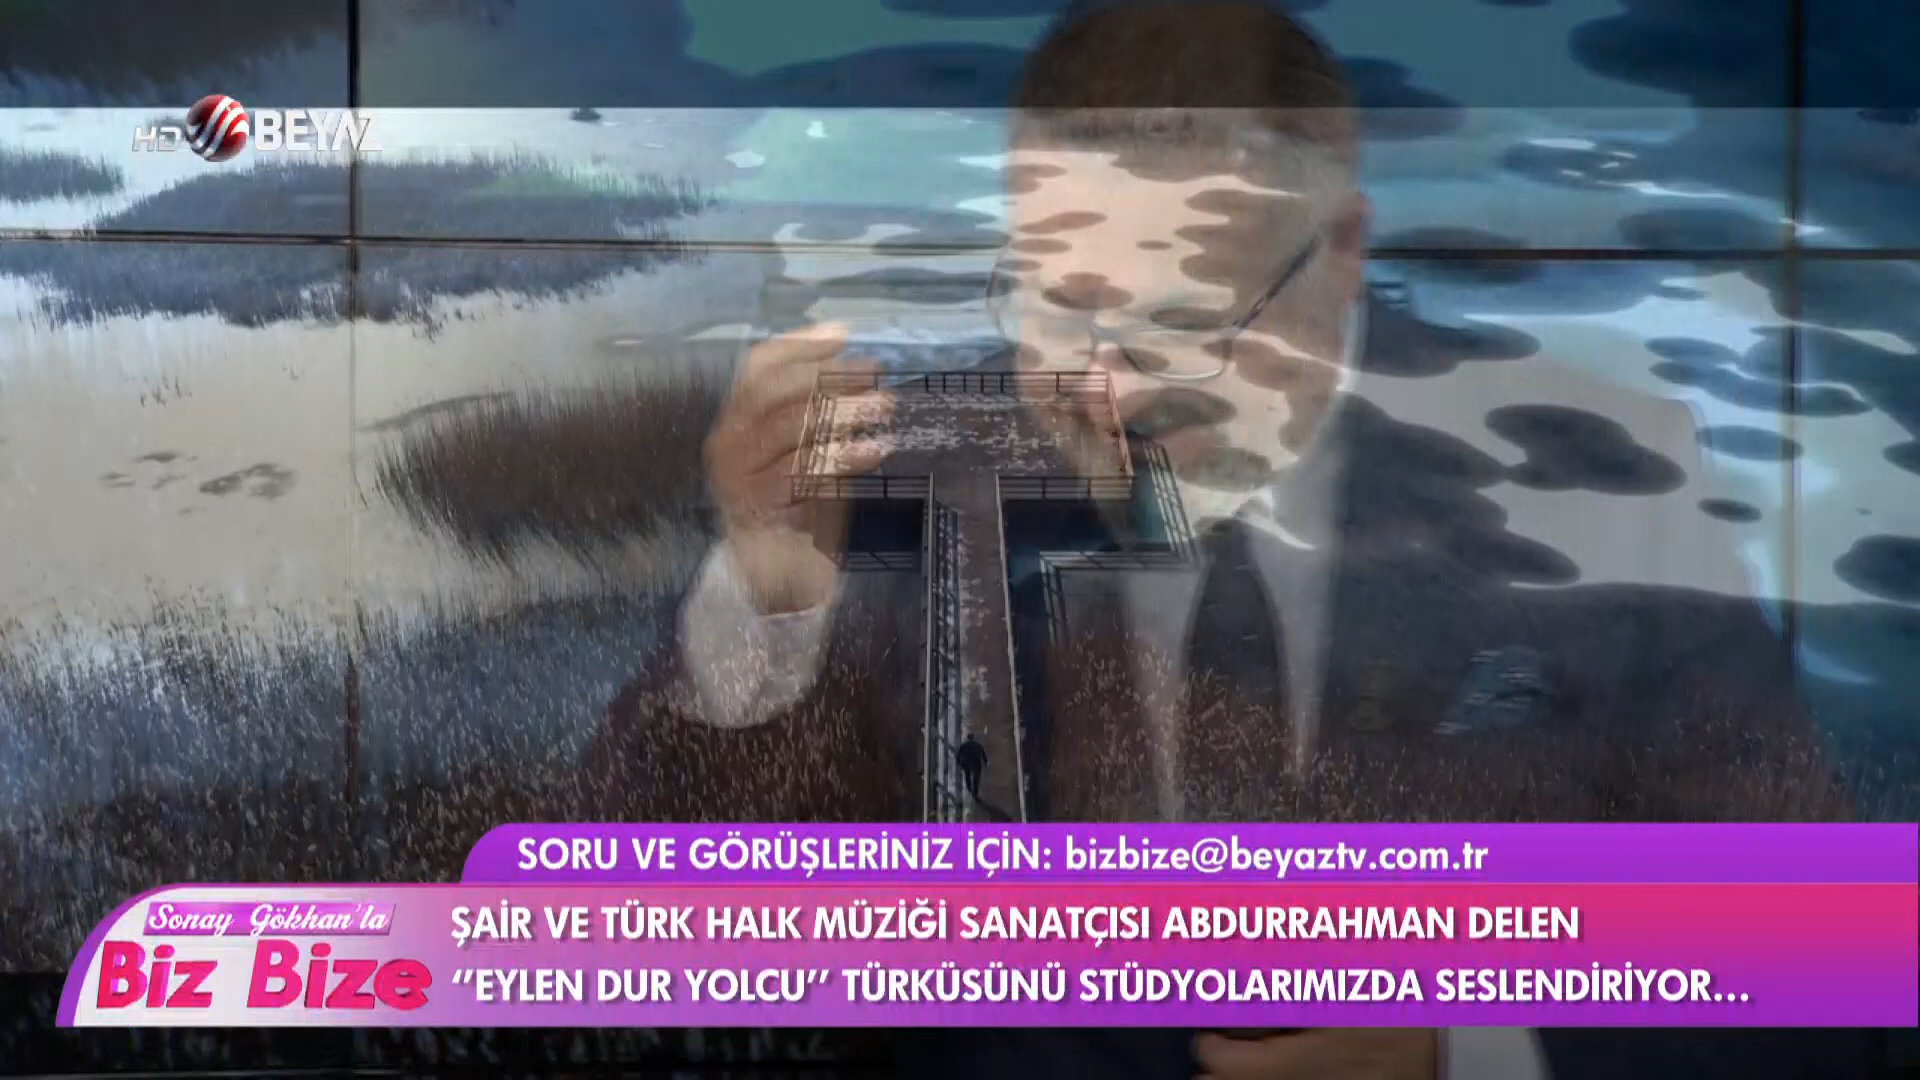 HD BEYAZ
SORU VE GÖRÜŞLERİNİZ İÇİN: bizbize@beyaztv.com.tr
Sonay Gökhan'la
Biz Bize
ŞAİR VE TÜRK HALK MÜZİĞİ SANATÇISI ABDURRAHMAN DELEN
‘‘EYLEN DUR YOLCU’’ TÜRKÜSÜNÜ STÜDYOLARIMIZDA SESLENDİRİYOR...